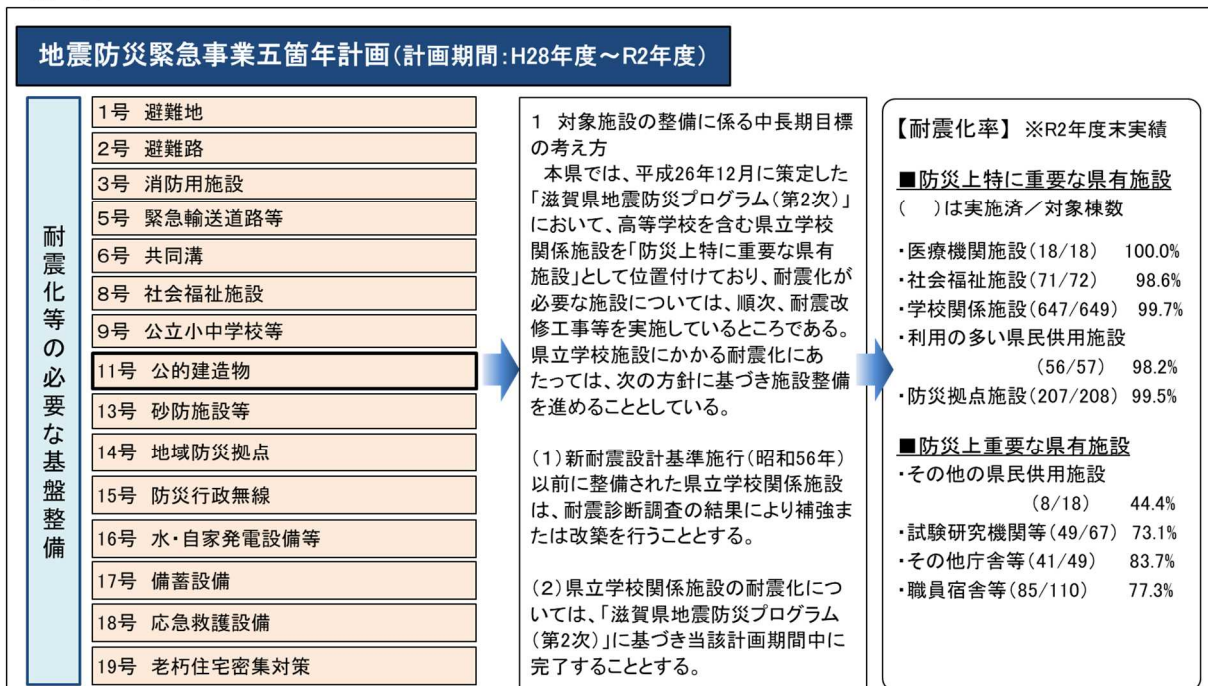 地震防災緊急事業五箇年計画(計画期間:H28年度～R2年度)
耐震化等の必要な基盤整備
1号 避難地
2号 避難路
3号 消防用施設
5号 緊急輸送道路等
6号 共同溝
8号 社会福祉施設
9号 公立小中学校等
11号 公的建造物
13号 砂防施設等
14号 地域防災拠点
15号 防災行政無線
16号 水・自家発電設備等
17号 備蓄設備
18号 応急救護設備
19号 老朽住宅密集対策
1 対象施設の整備に係る中長期目標
の考え方
本県では、平成26年12月に策定した
「滋賀県地震防災プログラム(第2次)」
において、高等学校を含む県立学校
関係施設を「防災上特に重要な県有
施設」として位置付けており、耐震化が
必要な施設については、順次、耐震改
修工事等を実施しているところである。
県立学校施設にかかる耐震化にあ
たっては、次の方針に基づき施設整備
を進めることとしている。
(1)新耐震設計基準施行(昭和56年)
以前に整備された県立学校関係施設
は、耐震診断調査の結果により補強ま
たは改築を行うこととする。
(2)県立学校関係施設の耐震化につ
いては、「滋賀県地震防災プログラム
(第2次)」に基づき当該計画期間中に
完了することとする。
【耐震化率】 ※R2年度末実績
■防災上特に重要な県有施設
( )は実施済/対象棟数
・医療機関施設(18/18) 100.0%
・社会福祉施設(71/72) 98.6%
・学校関係施設(647/649) 99.7%
・利用の多い県民供用施設
(56/57) 98.2%
・防災拠点施設(207/208) 99.5%
■防災上重要な県有施設
・その他の県民供用施設
(8/18) 44.4%
・試験研究機関等(49/67) 73.1%
・その他庁舎等(41/49) 83.7%
・職員宿舎等(85/110) 77.3%